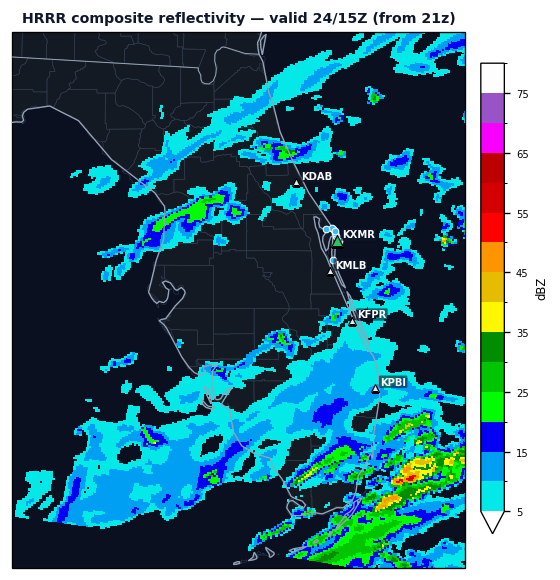 HRRR composite reflectivity — valid 24/15Z (from 21z)
75
65
55
45
35
25
15
5
dBZ
KDAB
KXMR
KMLB
KFPR
KPBI